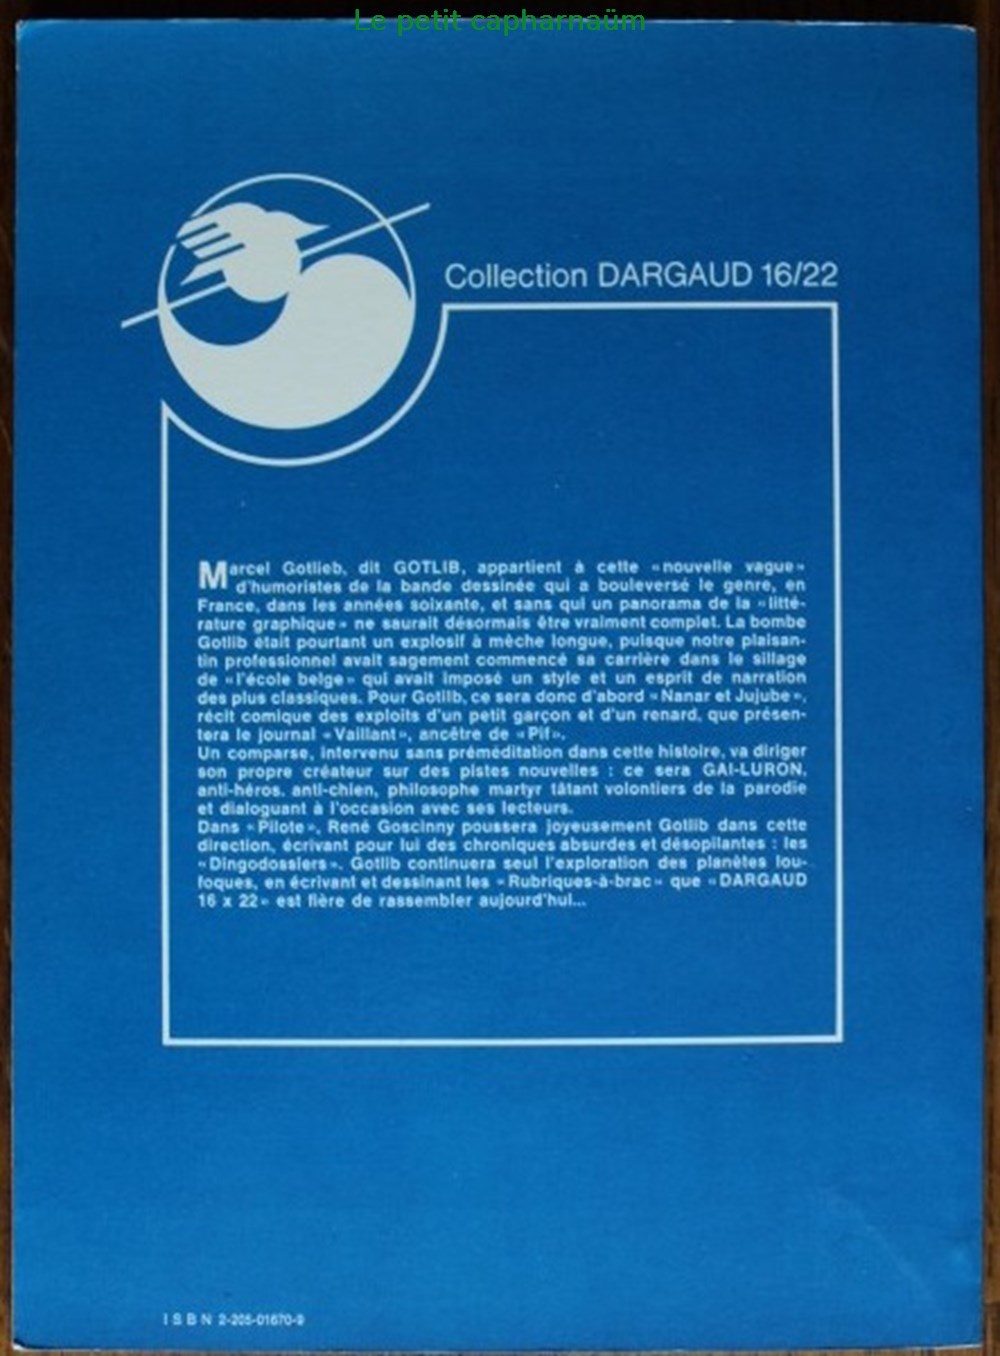 Le petit capharnaüm
Collection DARGAUD 16/22
Marcel Gotlieb, dit GOTLIB, appartient à cette «nouvelle vague»
d'humoristes de la bande dessinée qui a bouleversé le genre, en
France, dans les années soixante, et sans qui un panorama de la «litté-
rature graphique» ne saurait désormais être vraiment complet. La bombe
Gotlib était pourtant un explosif à mèche longue, puisque notre plaisan-
tin professionnel avait sagement commencé sa carrière dans le sillage
de «l'école belge» qui avait imposé un style et un esprit de narration
des plus classiques. Pour Gotlib, ce sera donc d'abord «Nanar et Jujube»,
récit comique des exploits d'un petit garçon et d'un renard, que présen-
tera le journal «Vaillant», ancêtre de «Pif».
Un comparse, intervenu sans préméditation dans cette histoire, va diriger
son propre créateur sur des pistes nouvelles : ce sera GAI-LURON,
anti-héros, anti-chien, philosophe martyr tâtant volontiers de la parodie
et dialoguant à l'occasion avec ses lecteurs.
Dans «Pilote», René Goscinny poussera joyeusement Gotlib dans cette
direction, écrivant pour lui des chroniques absurdes et désopilantes : les
«Dingodossiers». Gotlib continuera seul l'exploration des planètes lou-
foques, en écrivant et dessinant les «Rubriques-à-brac» que «DARGAUD
16 x 22» est fière de rassembler aujourd'hui...
ISBN 2-205-01670-9